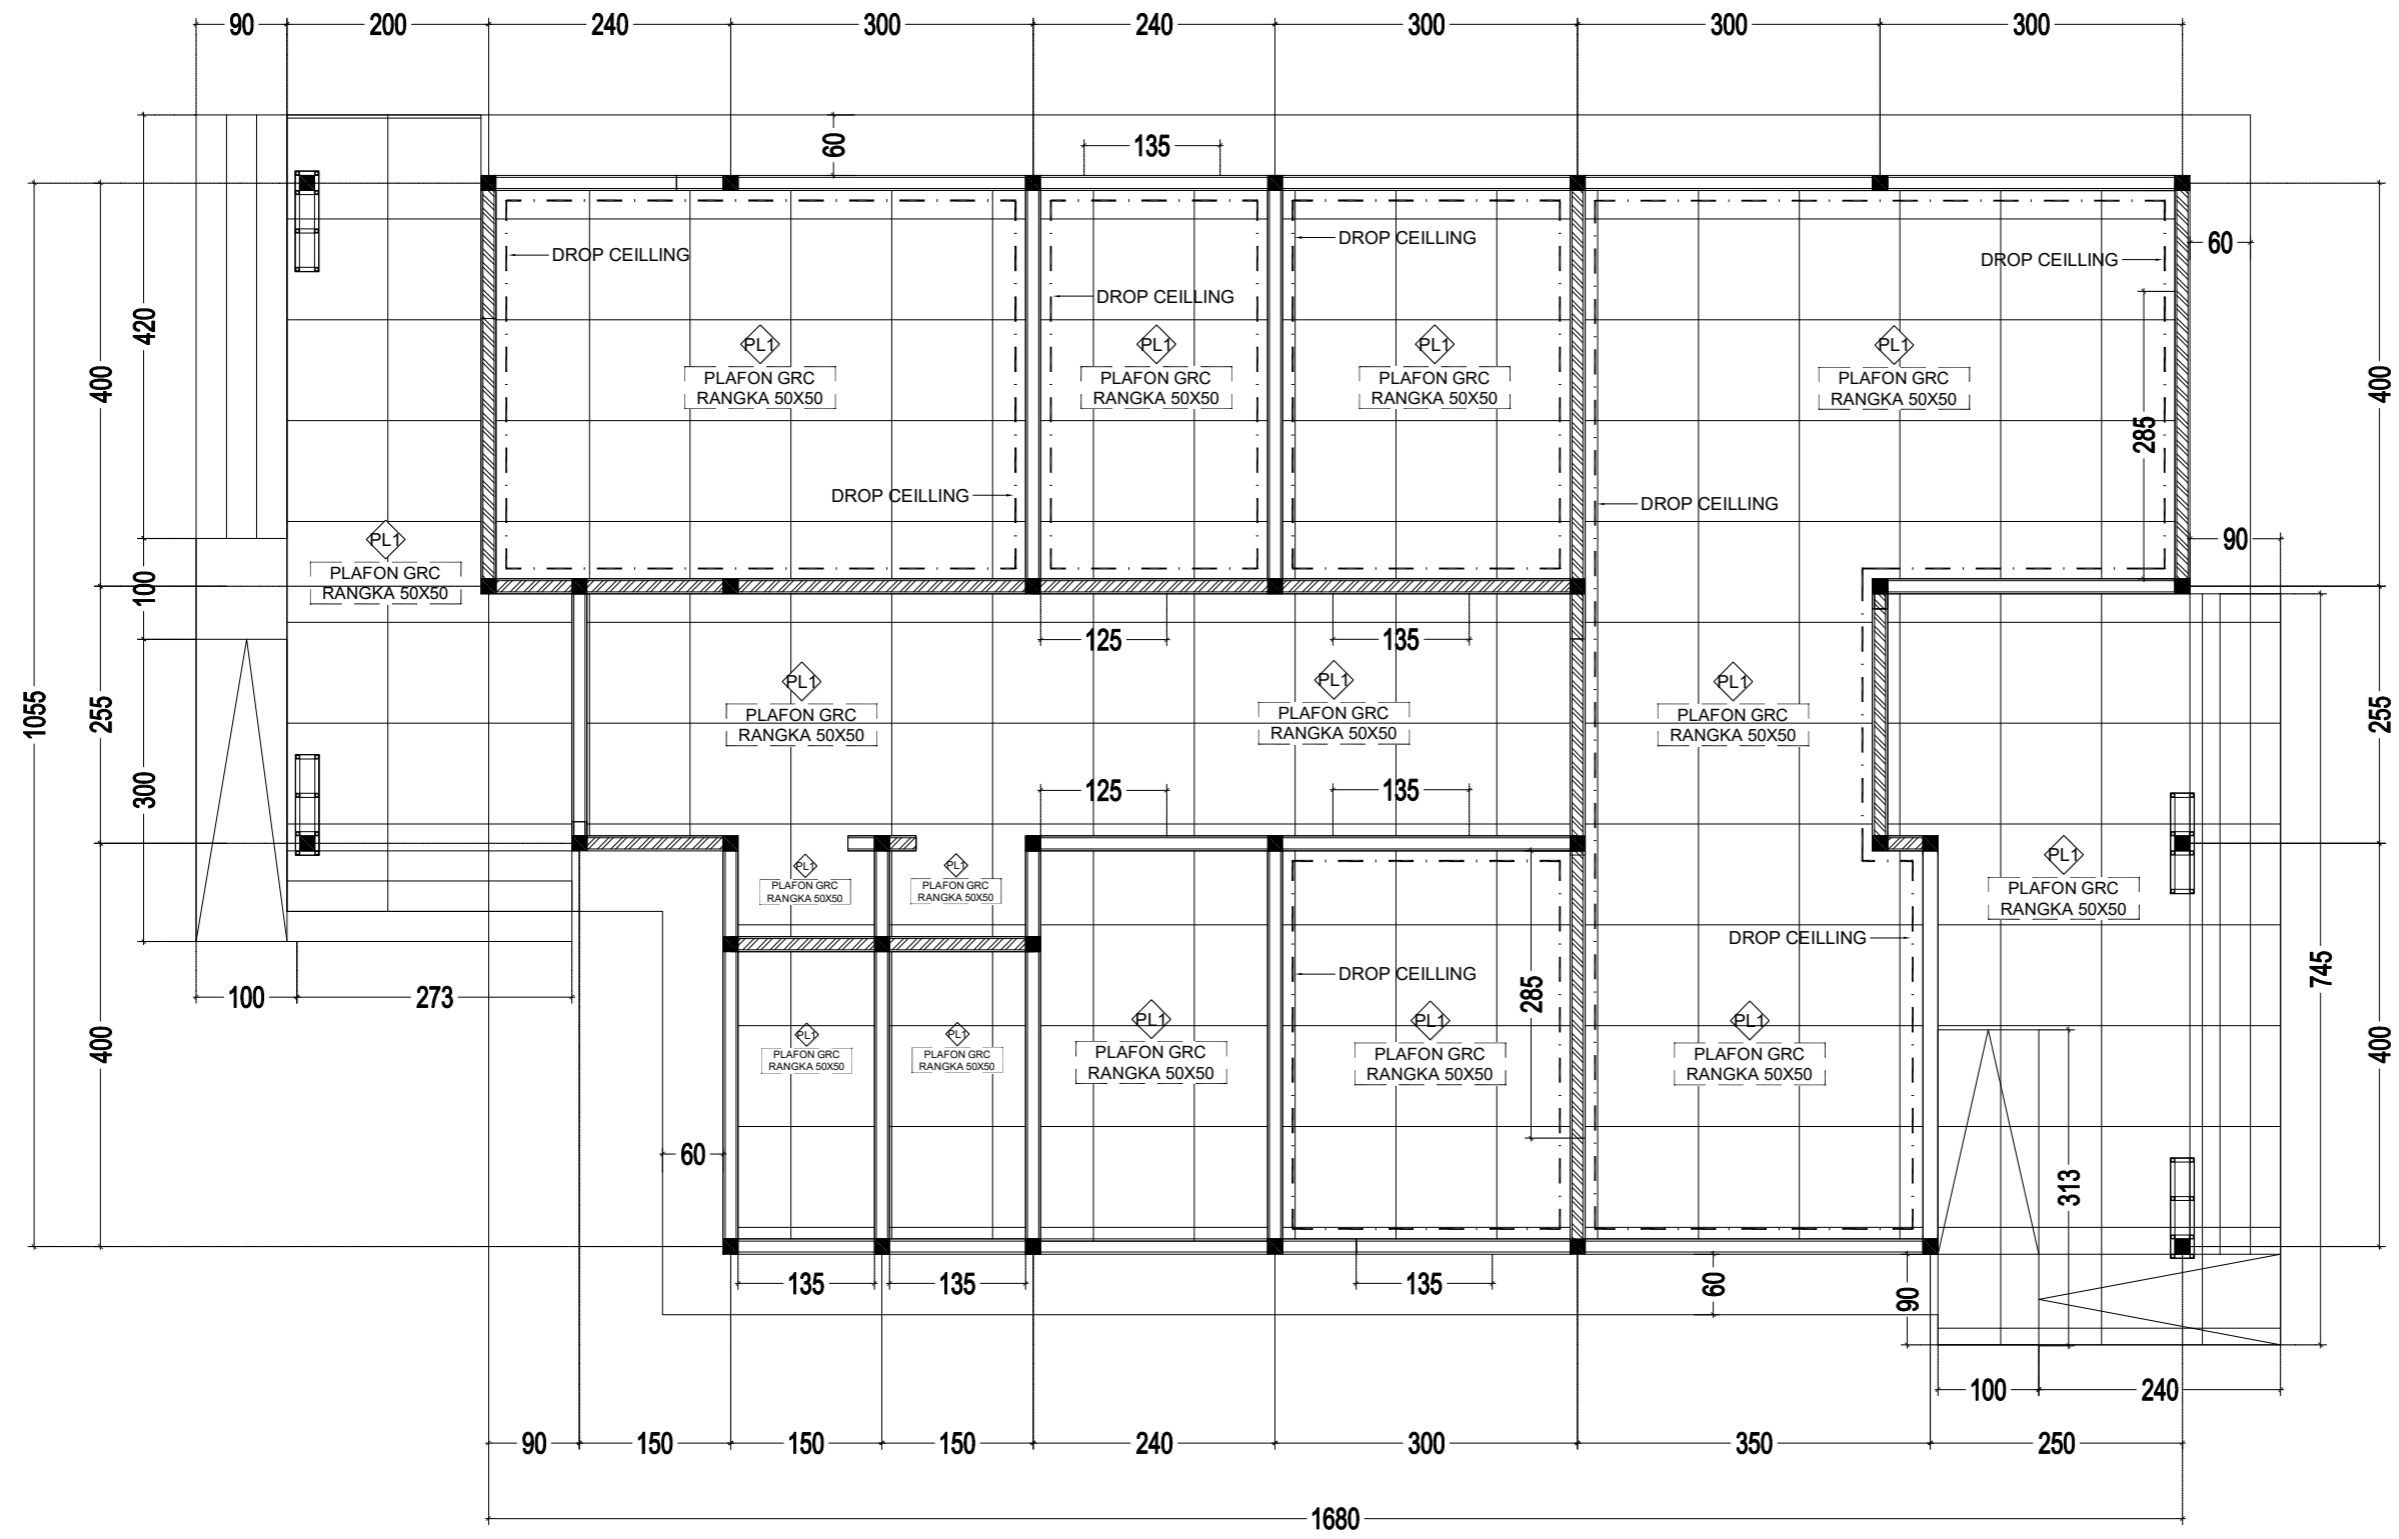 90 200 240 300 240 300 300 300
60
135
DROP CEILLING
DROP CEILLING
DROP CEILLING
DROP CEILLING
60
420
400
1055
PL1
PLAFON GRC
RANGKA 50X50
PL1
PLAFON GRC
RANGKA 50X50
PL1
PLAFON GRC
RANGKA 50X50
PL1
PLAFON GRC
RANGKA 50X50
285
400
DROP CEILLING
DROP CEILLING
PL1
PLAFON GRC
RANGKA 50X50
90
100
125
135
255
300
PL1
PLAFON GRC
RANGKA 50X50
PL1
PLAFON GRC
RANGKA 50X50
PL1
PLAFON GRC
RANGKA 50X50
255
125
135
PL1
PLAFON GRC
RANGKA 50X50
PL1
PLAFON GRC
RANGKA 50X50
PL1
PLAFON GRC
RANGKA 50X50
DROP CEILLING
DROP CEILLING
285
745
100 273
400
PL1
PLAFON GRC
RANGKA 50X50
PL1
PLAFON GRC
RANGKA 50X50
PL1
PLAFON GRC
RANGKA 50X50
PL1
PLAFON GRC
RANGKA 50X50
PL1
PLAFON GRC
RANGKA 50X50
400
60
313
135 135 135
60
90
100 240
90 150 150 150 240 300 350 250
1680